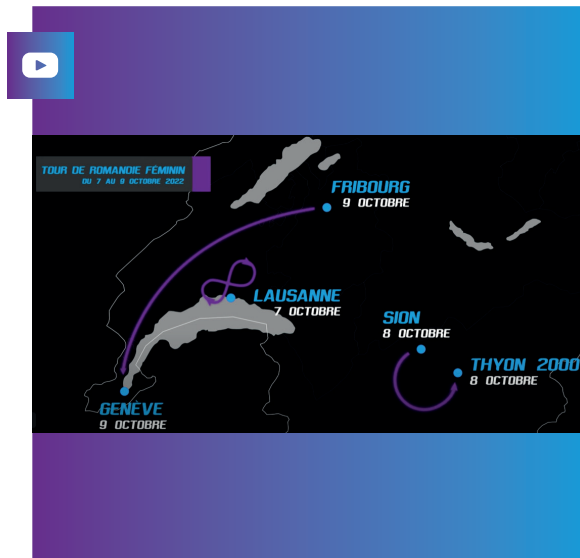 TOUR DE ROMANDIE FÉMININ
DU 7 AU 9 OCTOBRE 2022
FRIBOURG
9 OCTOBRE
LAUSANNE
7 OCTOBRE
SION
8 OCTOBRE
THYON 2000
8 OCTOBRE
GENÈVE
9 OCTOBRE